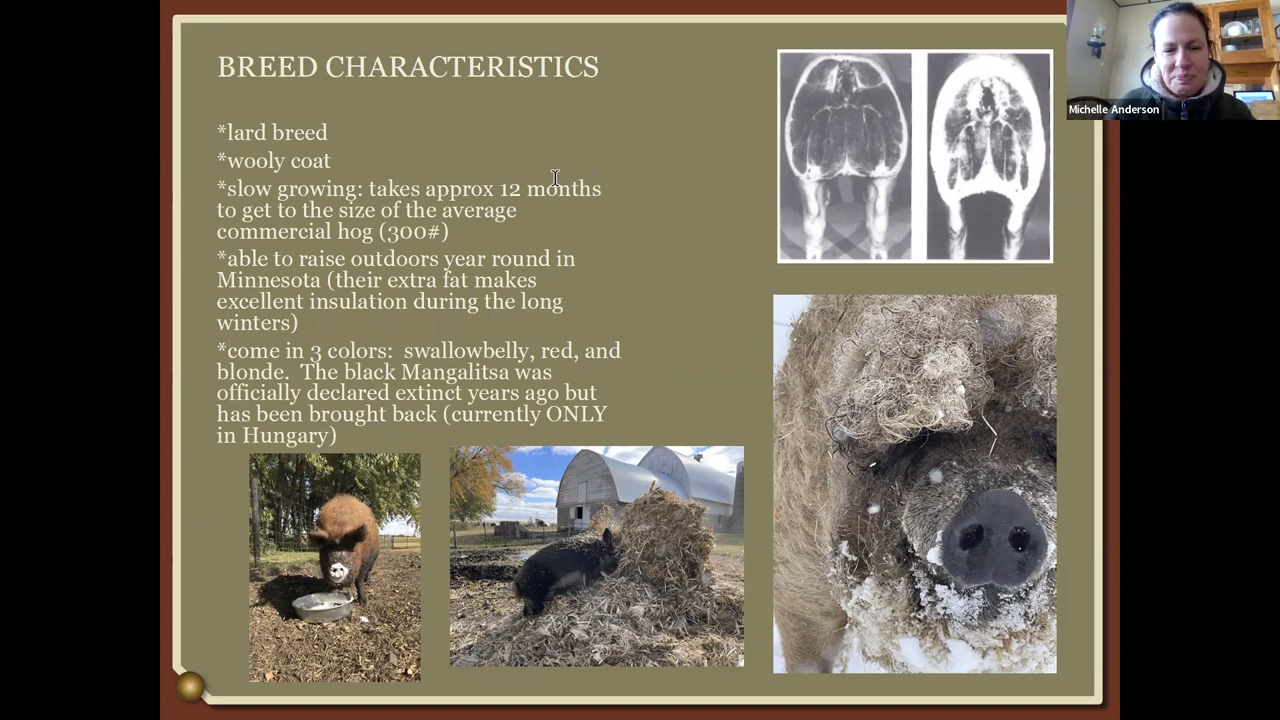 BREED CHARACTERISTICS
*lard breed
*wooly coat
*slow growing: takes approx 12 months
to get to the size of the average
commercial hog (300#)
*able to raise outdoors year round in
Minnesota (their extra fat makes
excellent insulation during the long
winters)
*come in 3 colors:  swallowbelly, red, and
blonde.  The black Mangalitsa was
officially declared extinct years ago but
has been brought back (currently ONLY
in Hungary)
Michelle Anderson